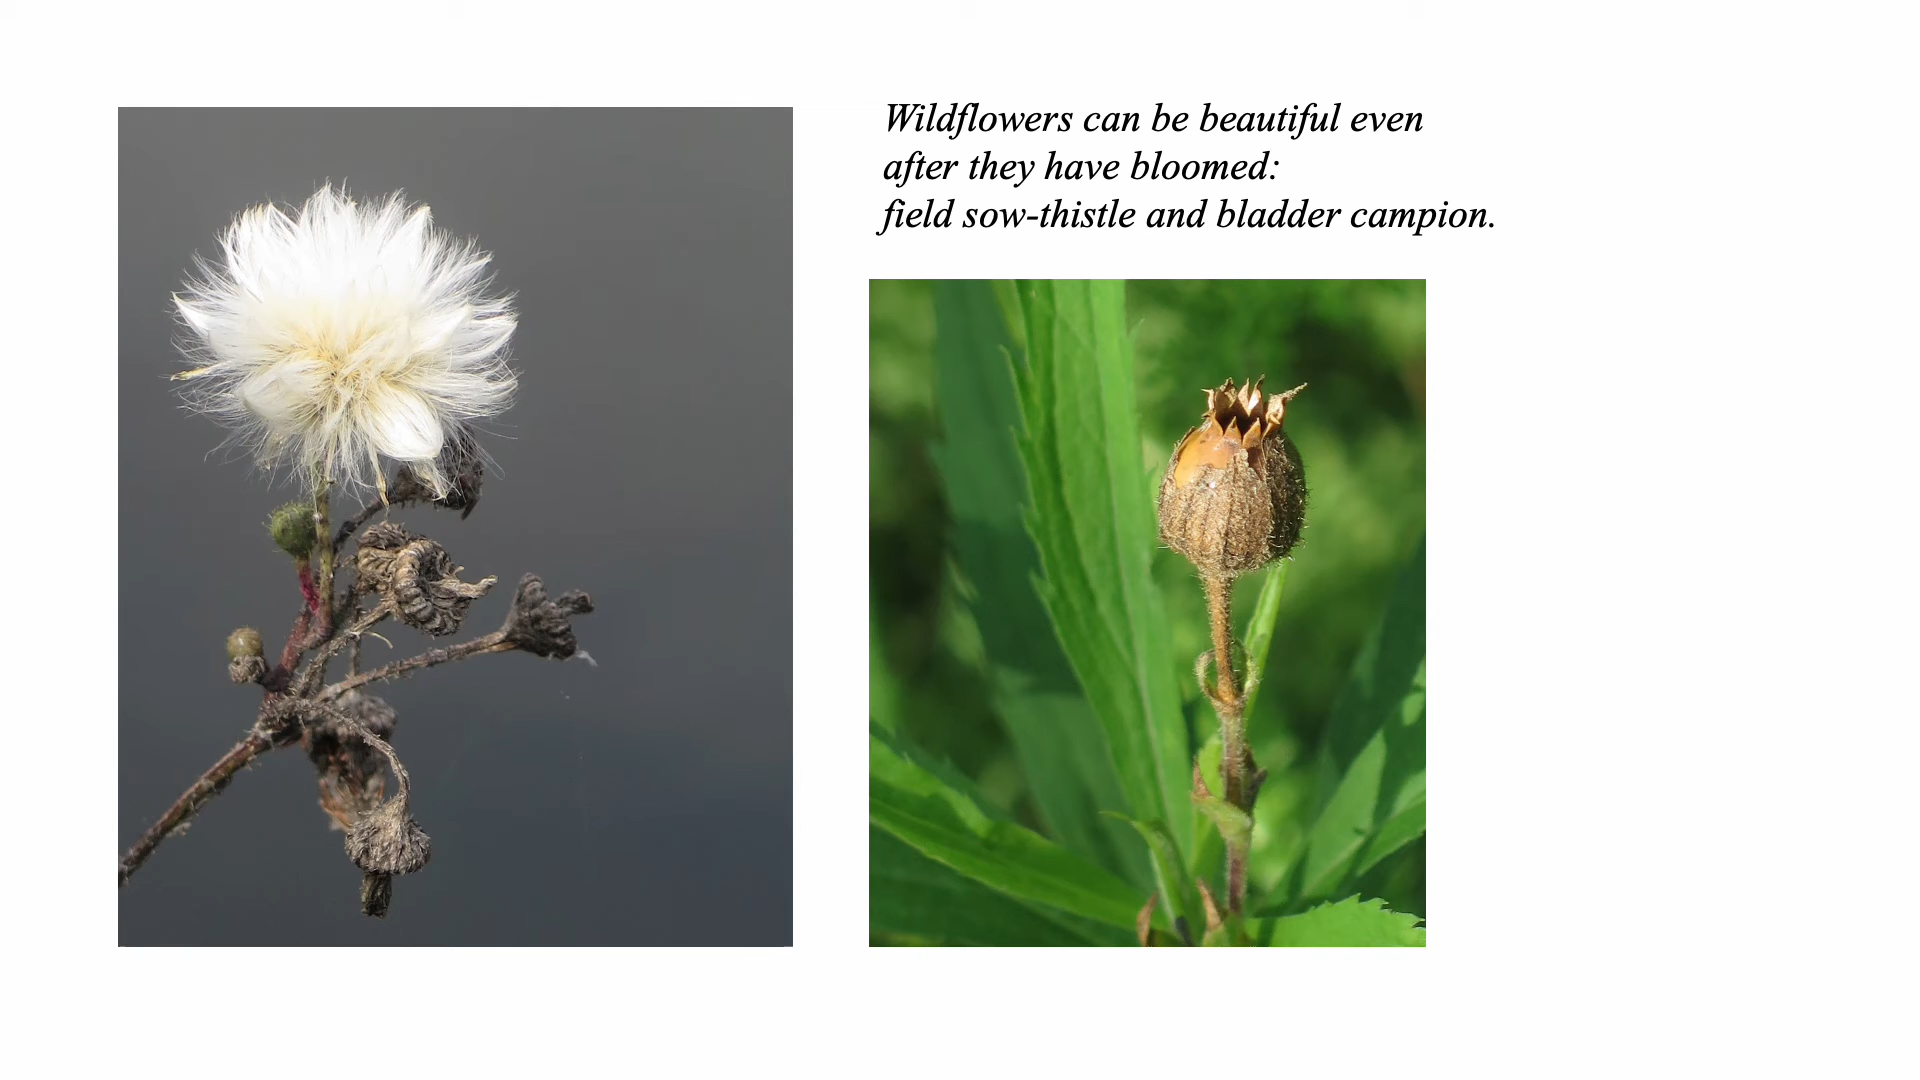 Wildflowers can be beautiful even
after they have bloomed:
field sow-thistle and bladder campion.